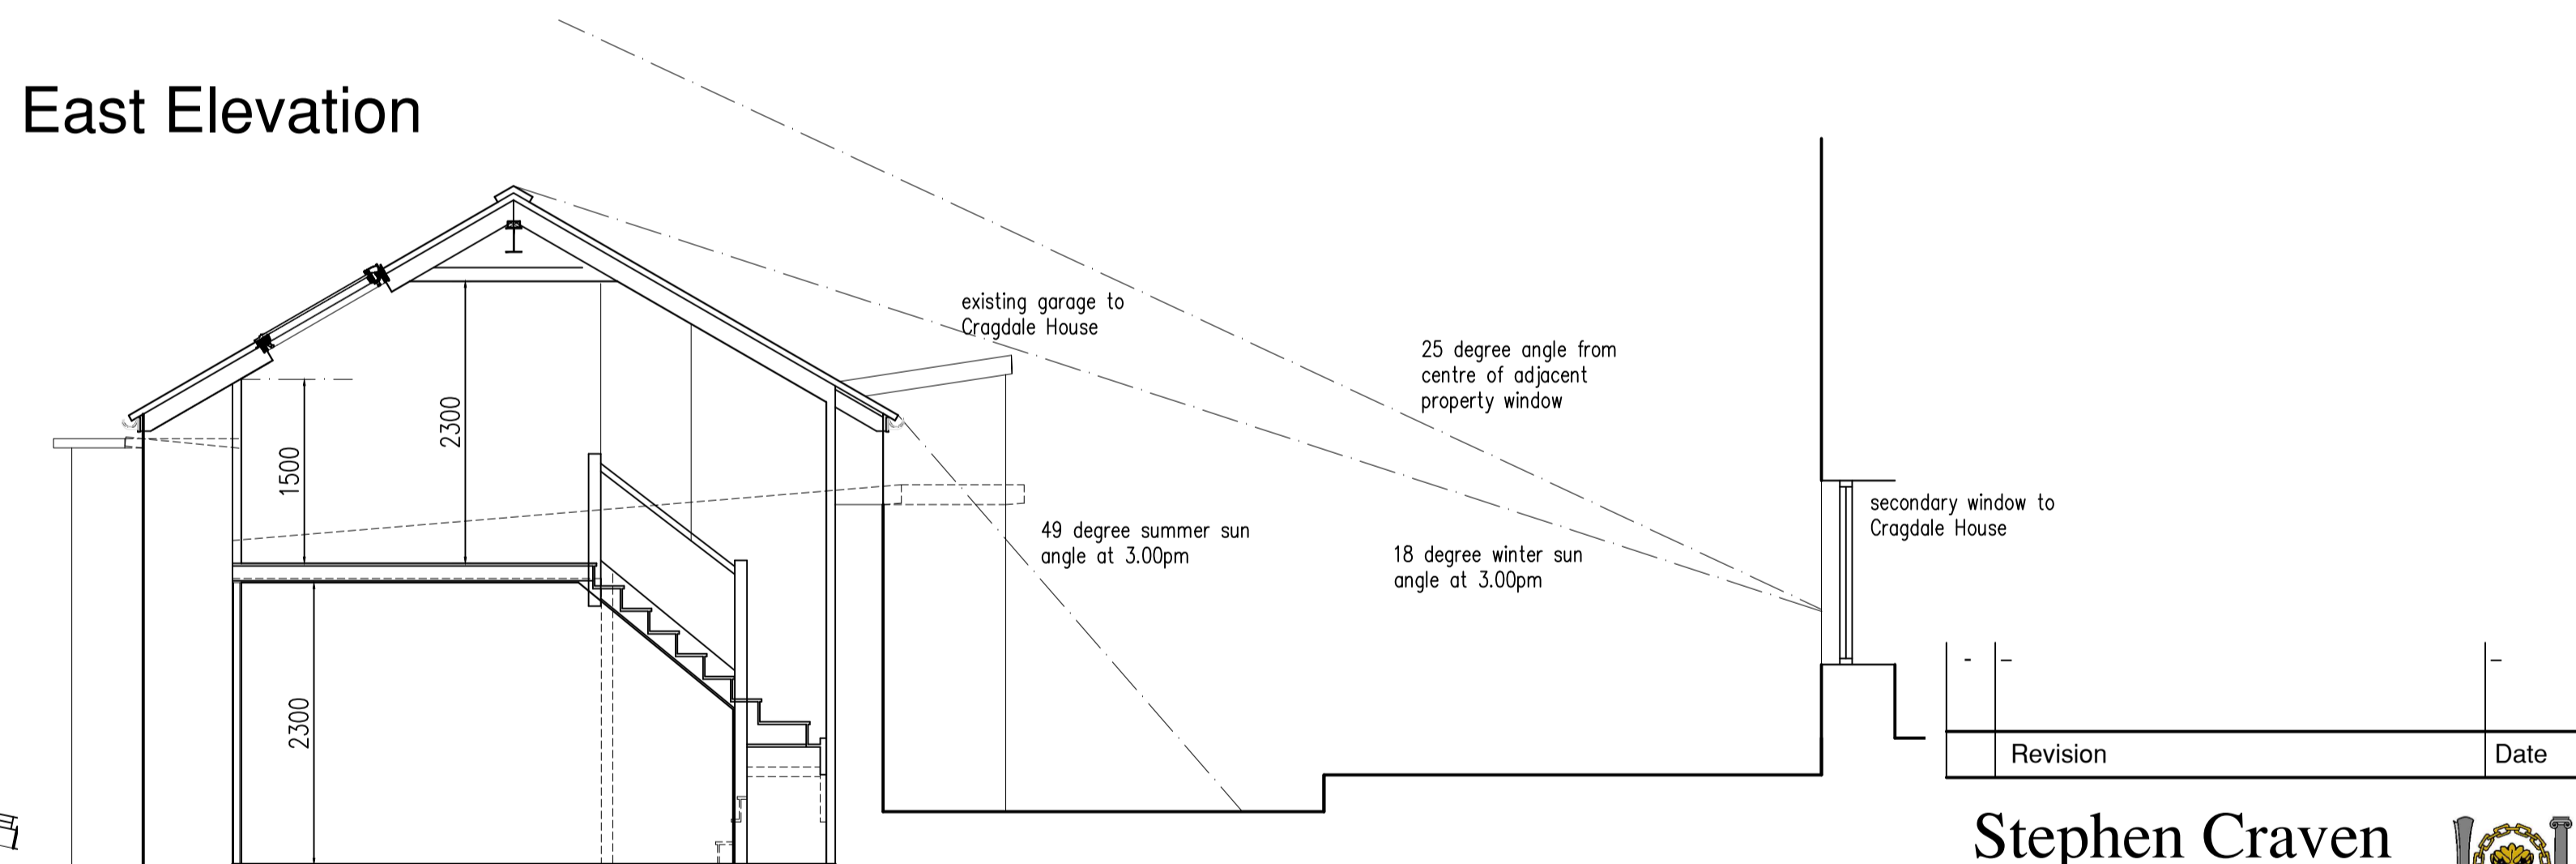 East Elevation
existing garage to
Cragdale House
25 degree angle from
centre of adjacent
property window
2300
1500
secondary window to
Cragdale House
49 degree summer sun
angle at 3.00pm
18 degree winter sun
angle at 3.00pm
2300
- – –
Revision Date
Stephen Craven